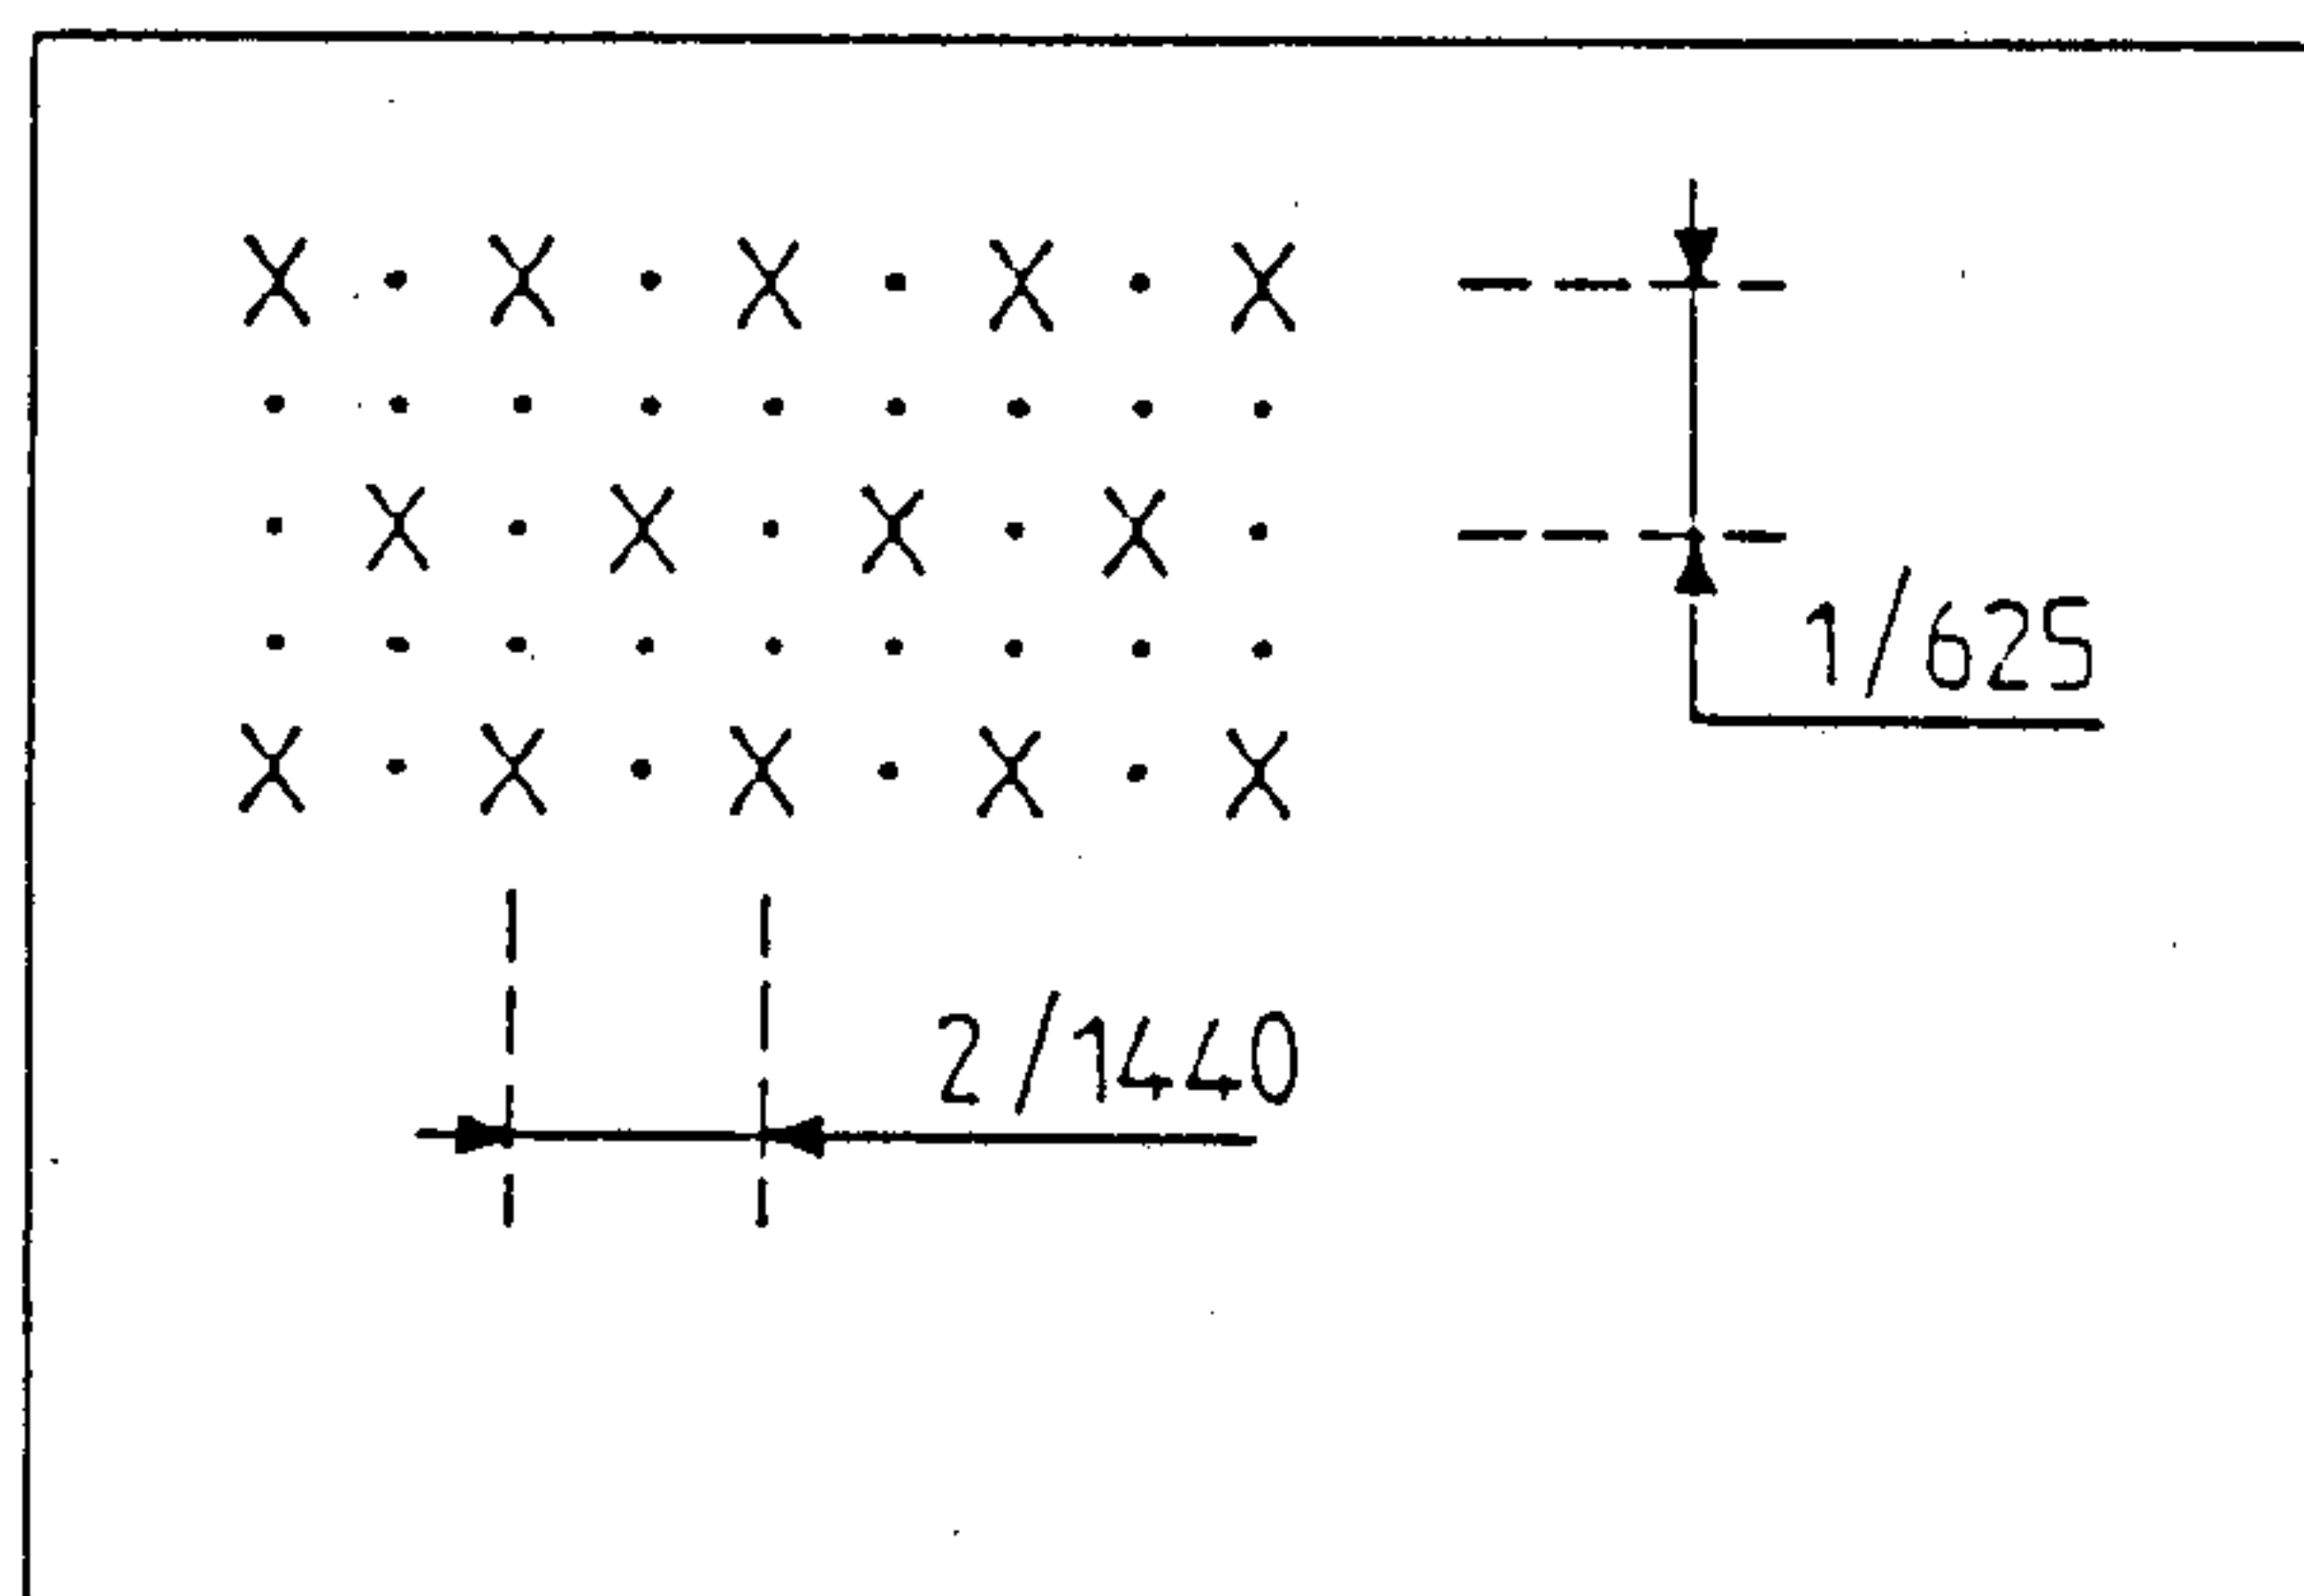 X . X . X . X . X
. . . . . . . . .
. X . X . X . X .
. . . . . . . . .
X . X . X . X . X
1/625
2/1440